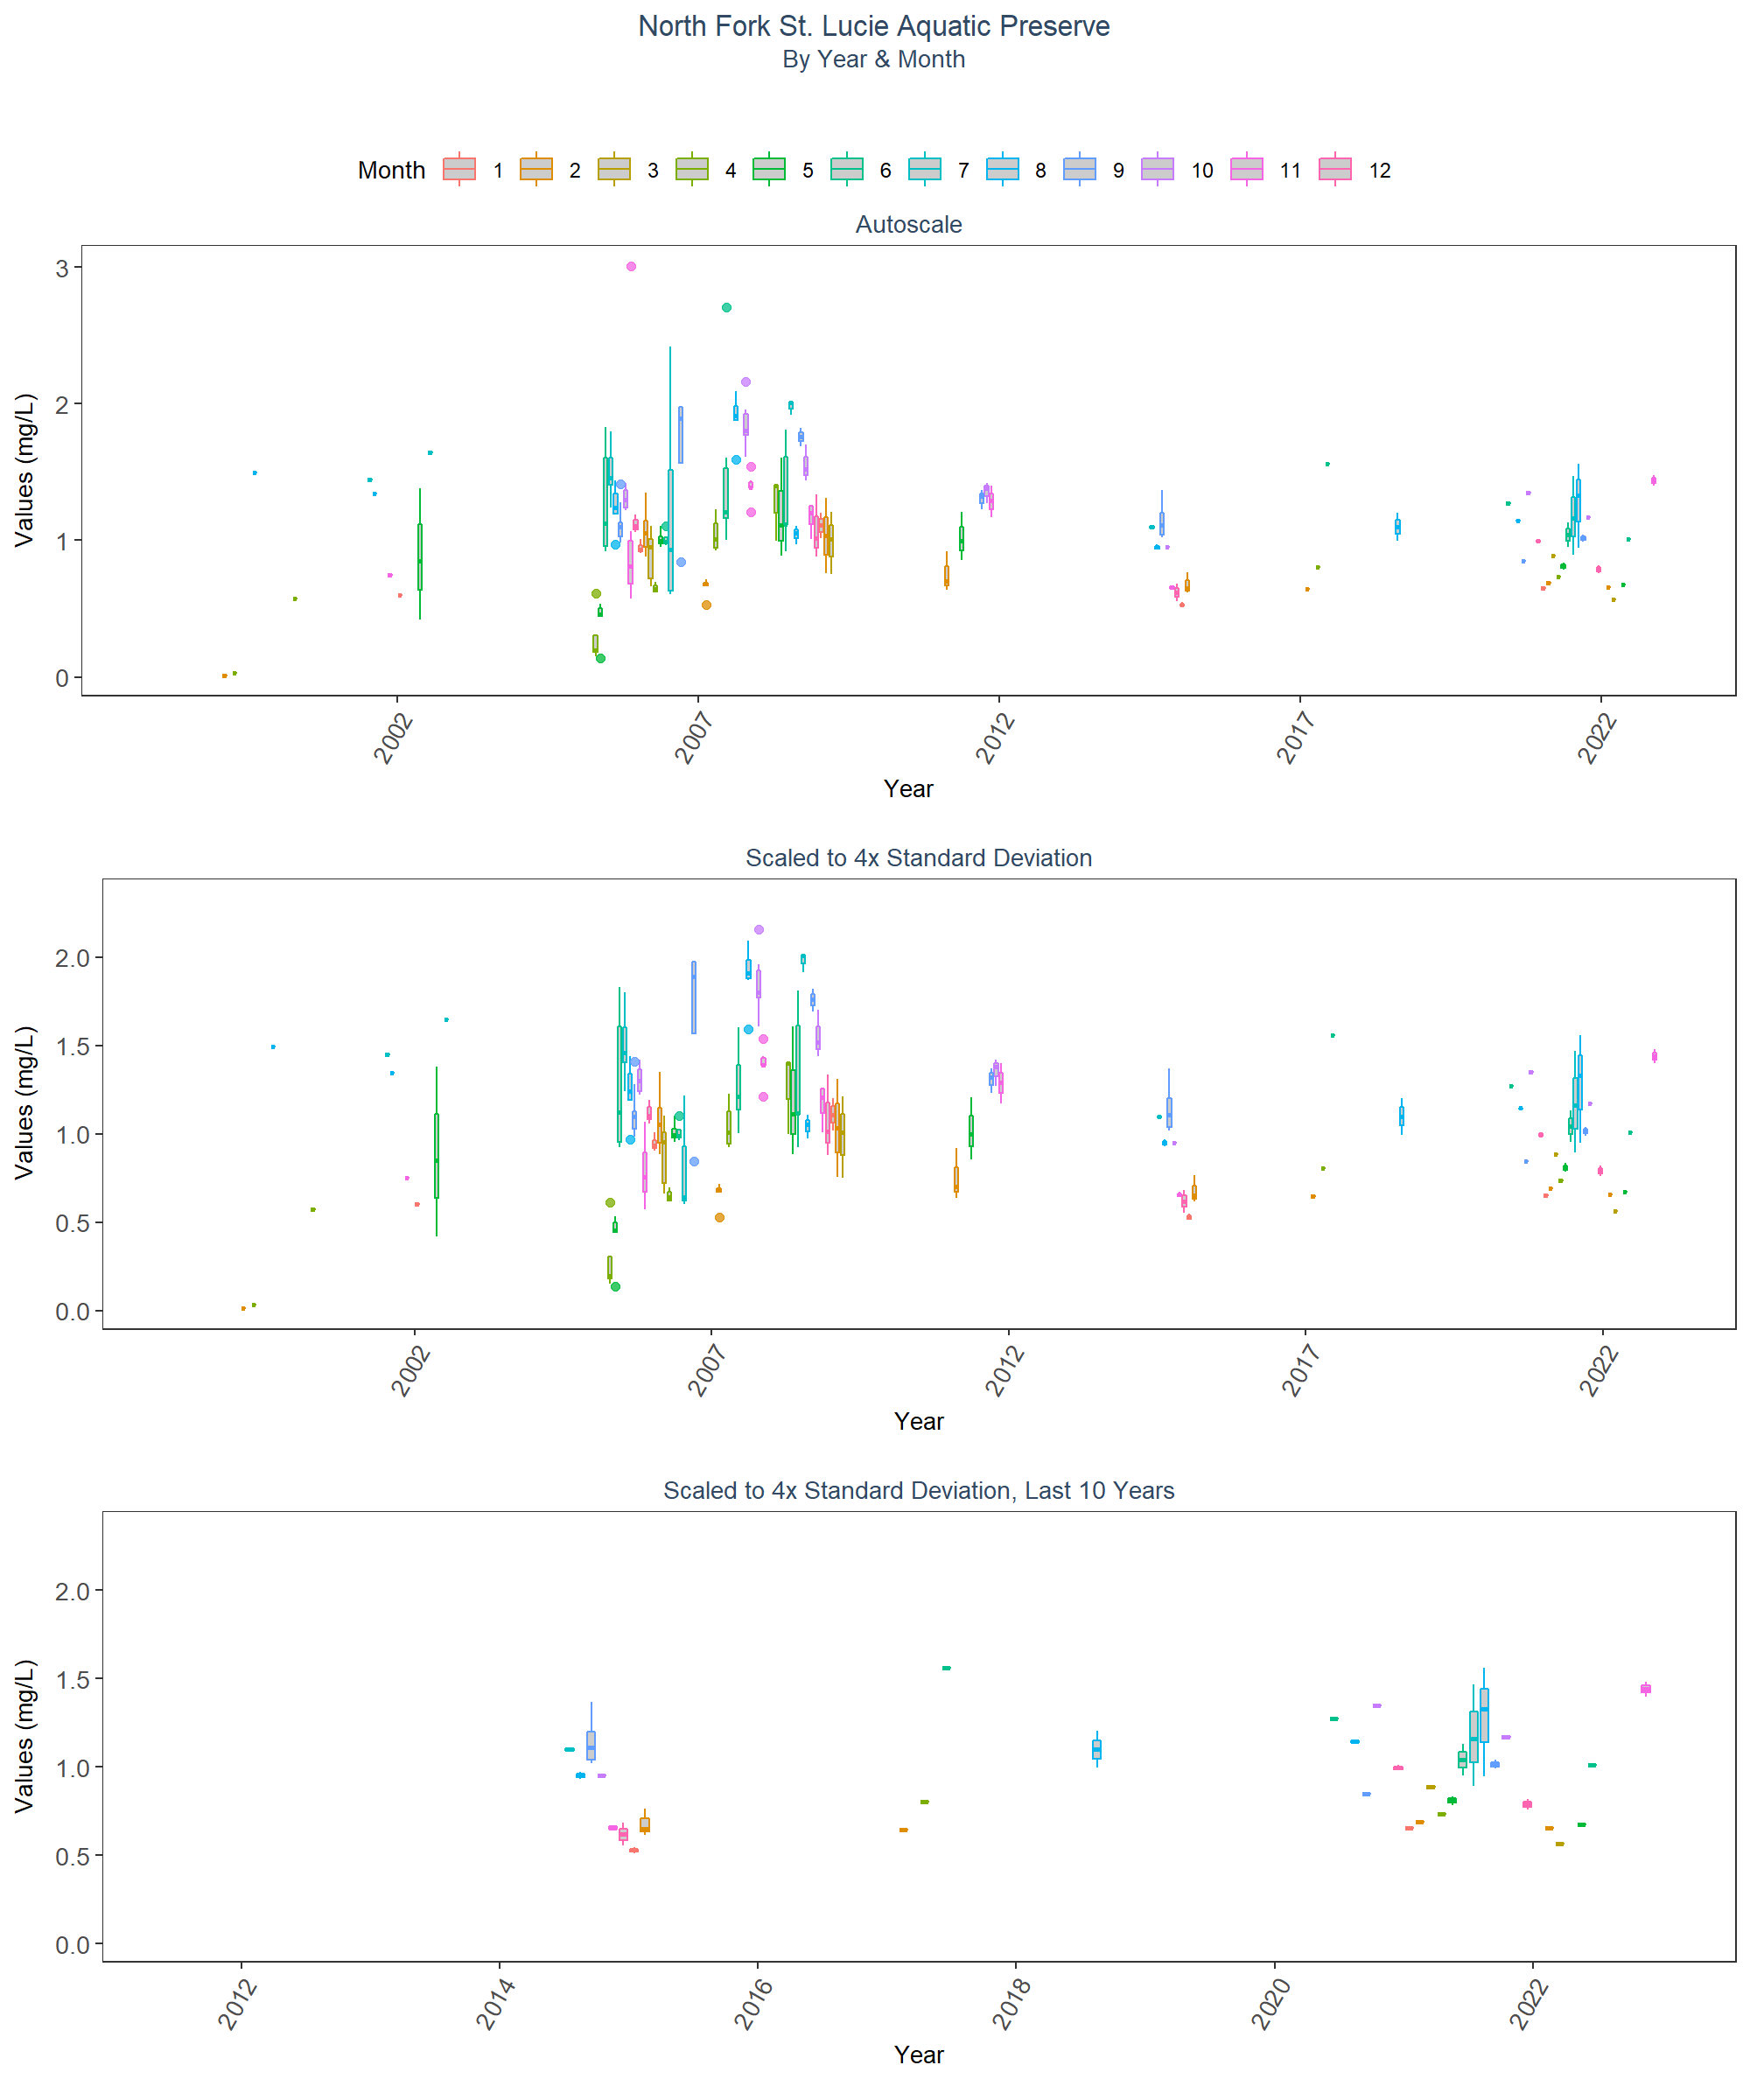 North Fork St. Lucie Aquatic Preserve
By Year & Month
Month 1 2 3 4 5 6 7 8 9 10 11 12
Autoscale
Values (mg/L)
3
2
1
0
2002 2007 2012 2017 2022
Year
Scaled to 4x Standard Deviation
Values (mg/L)
2.0
1.5
1.0
0.5
0.0
2002 2007 2012 2017 2022
Year
Scaled to 4x Standard Deviation, Last 10 Years
Values (mg/L)
2.0
1.5
1.0
0.5
0.0
2012 2014 2016 2018 2020 2022
Year